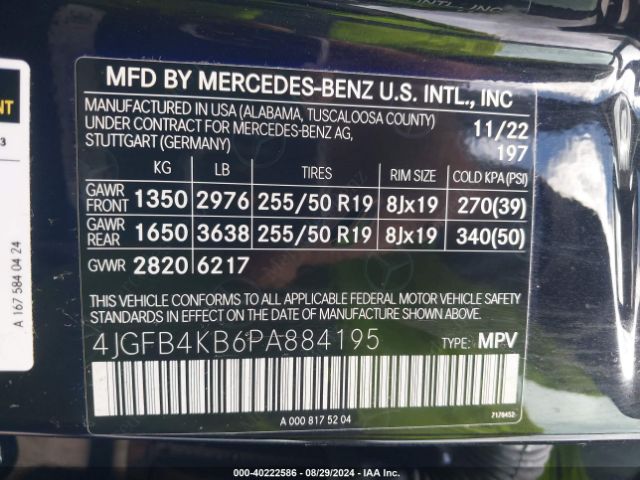 INTL., INC
MFD BY MERCEDES-BENZ U.S. INTL., INC
MANUFACTURED IN USA (ALABAMA, TUSCALOOSA COUNTY)
UNDER CONTRACT FOR MERCEDES-BENZ AG,
STUTTGART (GERMANY)
11/22
197
KG LB TIRES RIM SIZE COLD KPA(PSI)
GAWR FRONT 1350 2976 255/50 R19 8Jx19 270(39)
GAWR REAR 1650 3638 255/50 R19 8Jx19 340(50)
GVWR 2820 6217
THIS VEHICLE CONFORMS TO ALL APPLICABLE FEDERAL MOTOR VEHICLE SAFETY
STANDARDS IN EFFECT ON THE DATE OF MANUFACTURE SHOWN ABOVE.
4JGFB4KB6PA884195 TYPE: MPV
A 000 817 52 04
7178452
A 167 584 04 24
000-40222586 - 08/29/2024 - IAA Inc.